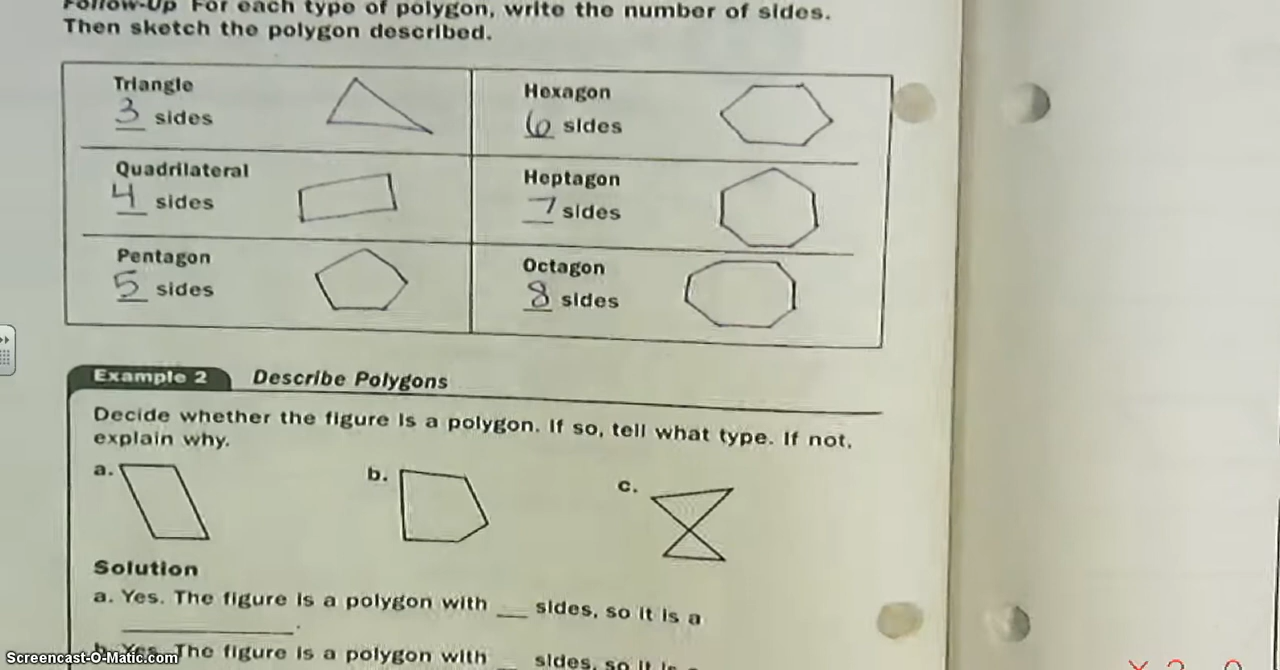 Follow-Up For each type of polygon, write the number of sides.
Then sketch the polygon described.
Triangle
3 sides
Hexagon
6 sides
Quadrilateral
4 sides
Heptagon
7 sides
Pentagon
5 sides
Octagon
8 sides
Example 2 Describe Polygons
Decide whether the figure is a polygon. If so, tell what type. If not,
explain why.
a.
b.
c.
Solution
a. Yes. The figure is a polygon with __ sides, so it is a
____________.
b. Yes. The figure is a polygon with __ sides, so it is a
Screencast-O-Matic.com